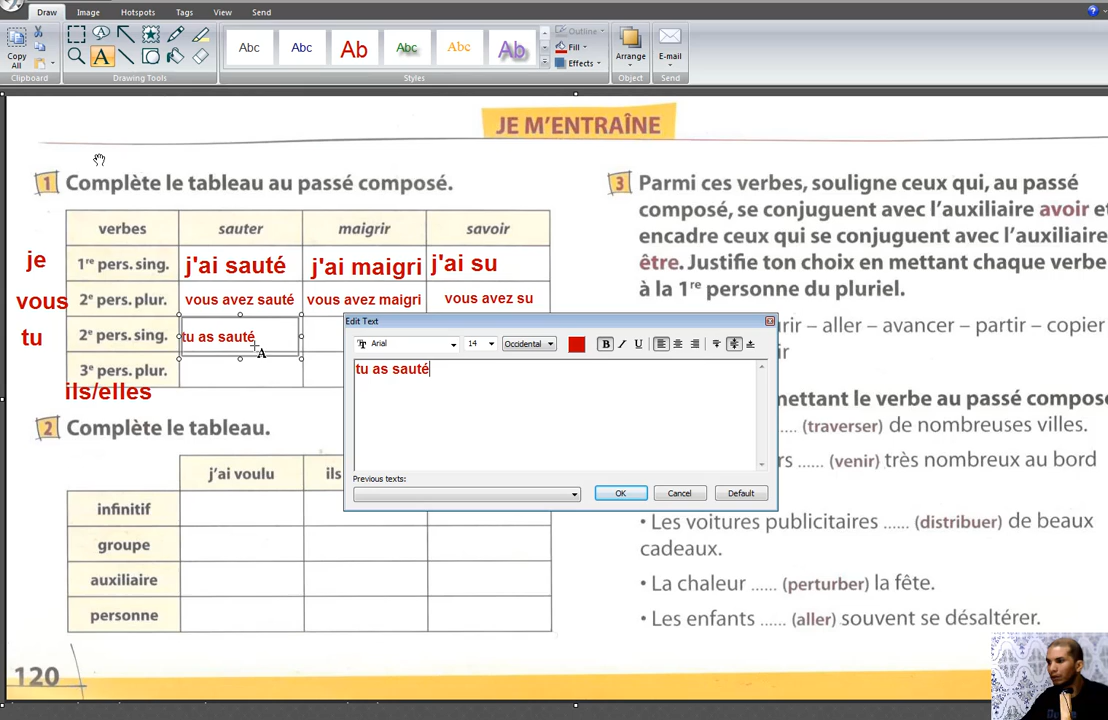 Draw Image Hotspots Tags View Send
Copy All
Abc Abc Ab Abc Abc Ab
Outline
Fill
Effects
Arrange
E-mail
Clipboard Drawing Tools Styles Object Send
JE M'ENTRAÎNE
1 Complète le tableau au passé composé.
verbes sauter maigrir savoir
je 1re pers. sing. j'ai sauté j'ai maigri j'ai su
vous 2e pers. plur. vous avez sauté vous avez maigri vous avez su
tu 2e pers. sing. tu as sauté
3e pers. plur.
ils/elles
2 Complète le tableau.
j'ai voulu ils
infinitif
groupe
auxiliaire
personne
120
Edit Text
Arial 14 Occidental B I U
tu as sauté
Previous texts:
OK Cancel Default
3 Parmi ces verbes, souligne ceux qui, au passé
composé, se conjuguent avec l'auxiliaire avoir et
encadre ceux qui se conjuguent avec l'auxiliaire
être. Justifie ton choix en mettant chaque verbe
à la 1re personne du pluriel.
rir – aller – avancer – partir – copier
ir
mettant le verbe au passé composé
.... (traverser) de nombreuses villes.
rs ...... (venir) très nombreux au bord
• Les voitures publicitaires ...... (distribuer) de beaux
cadeaux.
• La chaleur ...... (perturber) la fête.
• Les enfants ...... (aller) souvent se désaltérer.